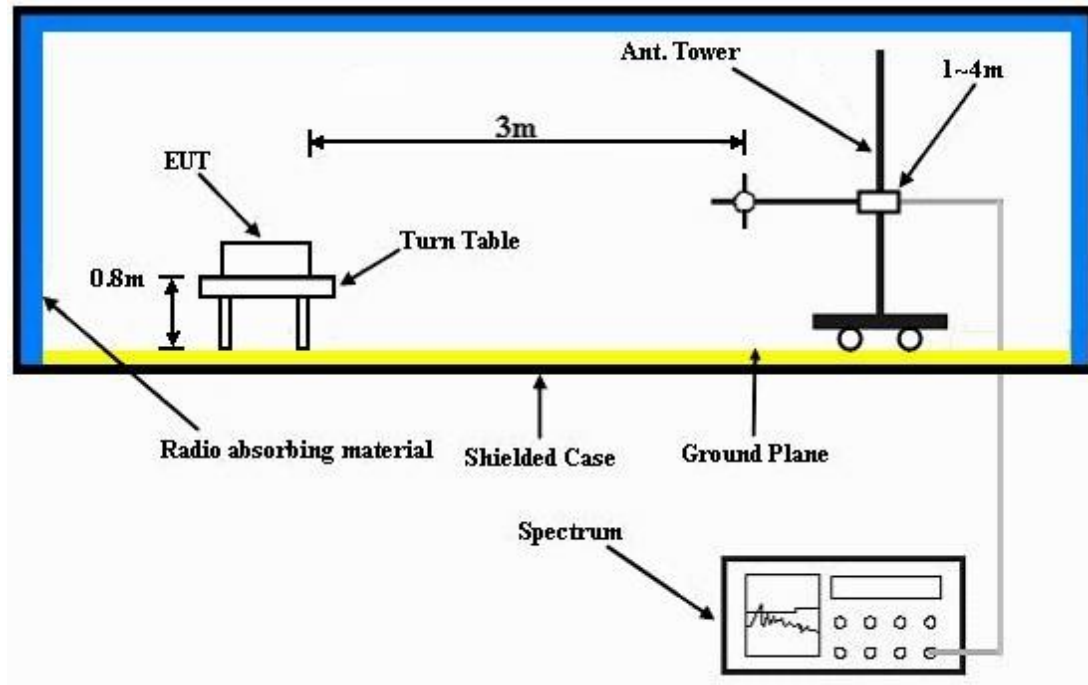 Ant. Tower
1~4m
3m
EUT
Turn Table
0.8m
Radio absorbing material
Shielded Case
Ground Plane
Spectrum